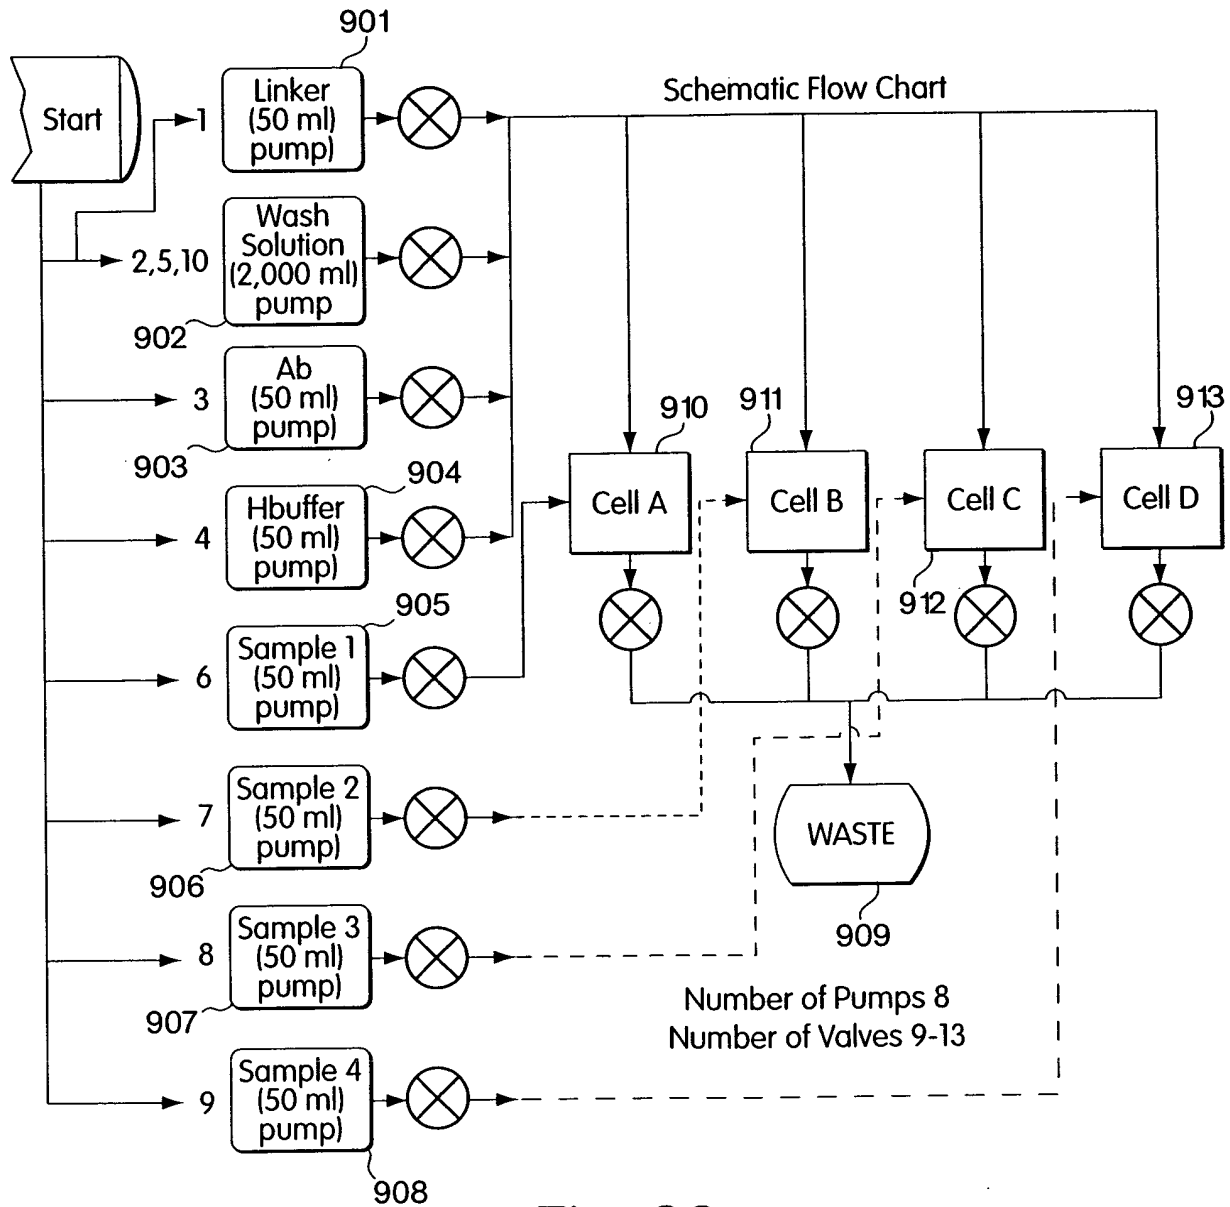 901
Start
1
Linker
(50 ml)
pump)
Schematic Flow Chart
2,5,10
Wash
Solution
(2,000 ml)
pump
902
3
Ab
(50 ml)
pump)
903
910
911
913
Cell A
Cell B
Cell C
Cell D
912
904
4
Hbuffer
(50 ml)
pump)
905
6
Sample 1
(50 ml)
pump)
7
Sample 2
(50 ml)
pump)
906
WASTE
909
8
Sample 3
(50 ml)
pump)
907
Number of Pumps 8
Number of Valves 9-13
9
Sample 4
(50 ml)
pump)
908